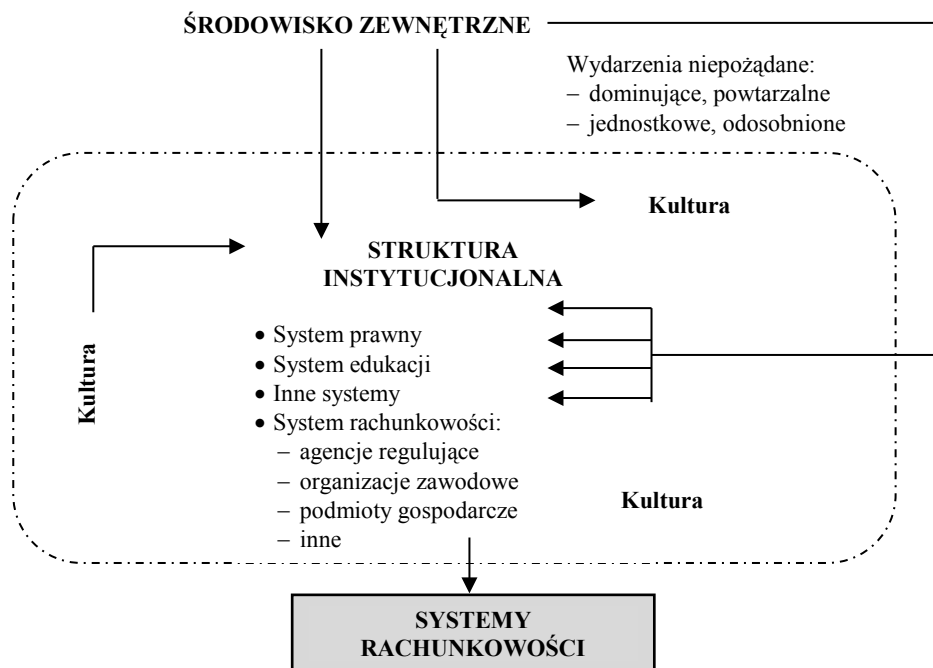 ŚRODOWISKO ZEWNĘTRZNE
Wydarzenia niepożądane:
– dominujące, powtarzalne
– jednostkowe, odosobnione
Kultura
STRUKTURA
INSTYTUCJONALNA
Kultura
• System prawny
• System edukacji
• Inne systemy
• System rachunkowości:
– agencje regulujące
– organizacje zawodowe
– podmioty gospodarcze
– inne
Kultura
SYSTEMY
RACHUNKOWOŚCI